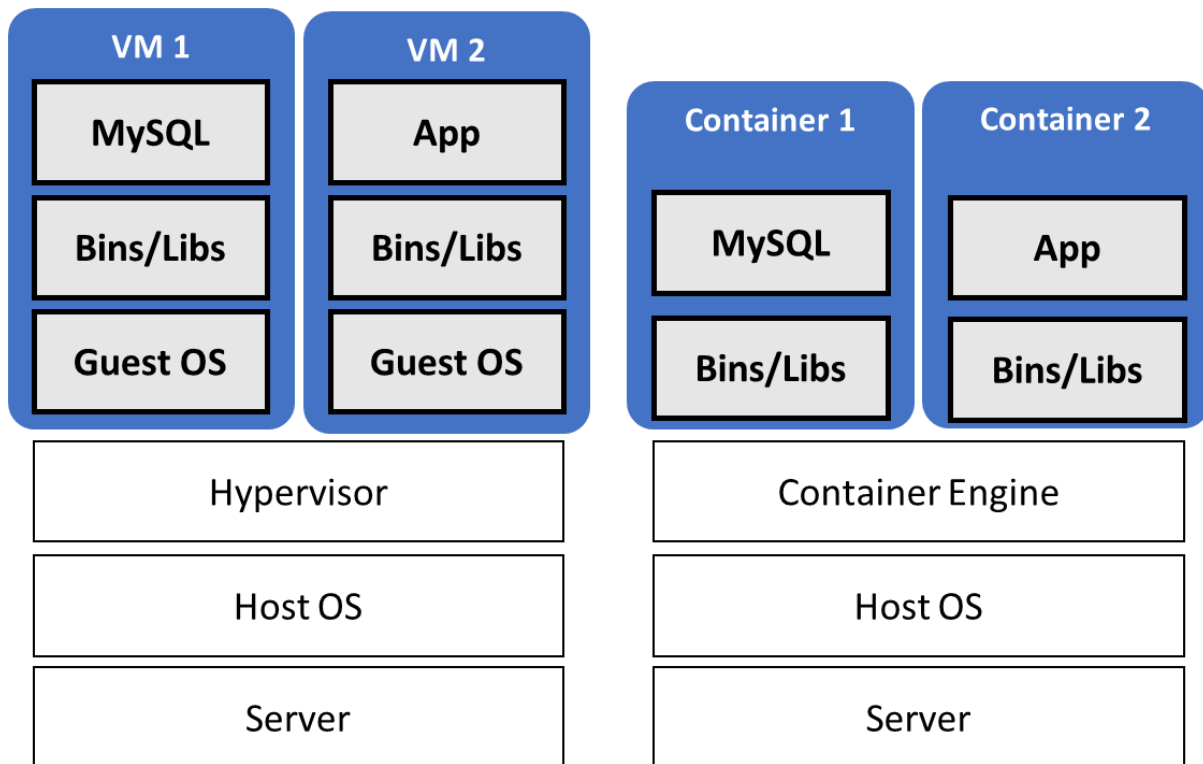 VM 1
MySQL
Bins/Libs
Guest OS
VM 2
App
Bins/Libs
Guest OS
Hypervisor
Host OS
Server
Container 1
MySQL
Bins/Libs
Container 2
App
Bins/Libs
Container Engine
Host OS
Server